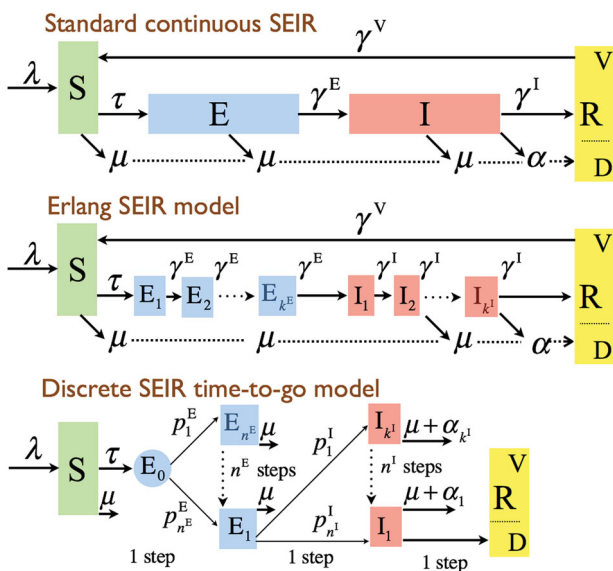 Standard continuous SEIR
γ^V
V
λ S τ E γ^E I γ^I R
μ μ μ α D
Erlang SEIR model
γ^V
V
λ S τ E_1 γ^E E_2 γ^E E_{k^E} γ^E I_1 γ^I I_2 γ^I I_{k^I} γ^I R
μ μ μ α D
Discrete SEIR time-to-go model
p_1^E E_{n^E} μ p_1^I I_{k^I} μ + α_{k^I}
λ S τ E_0 n^E steps n^I steps V
μ p_{n^E}^E E_1 μ p_{n^I}^I I_1 μ + α_1 R
D
1 step 1 step 1 step